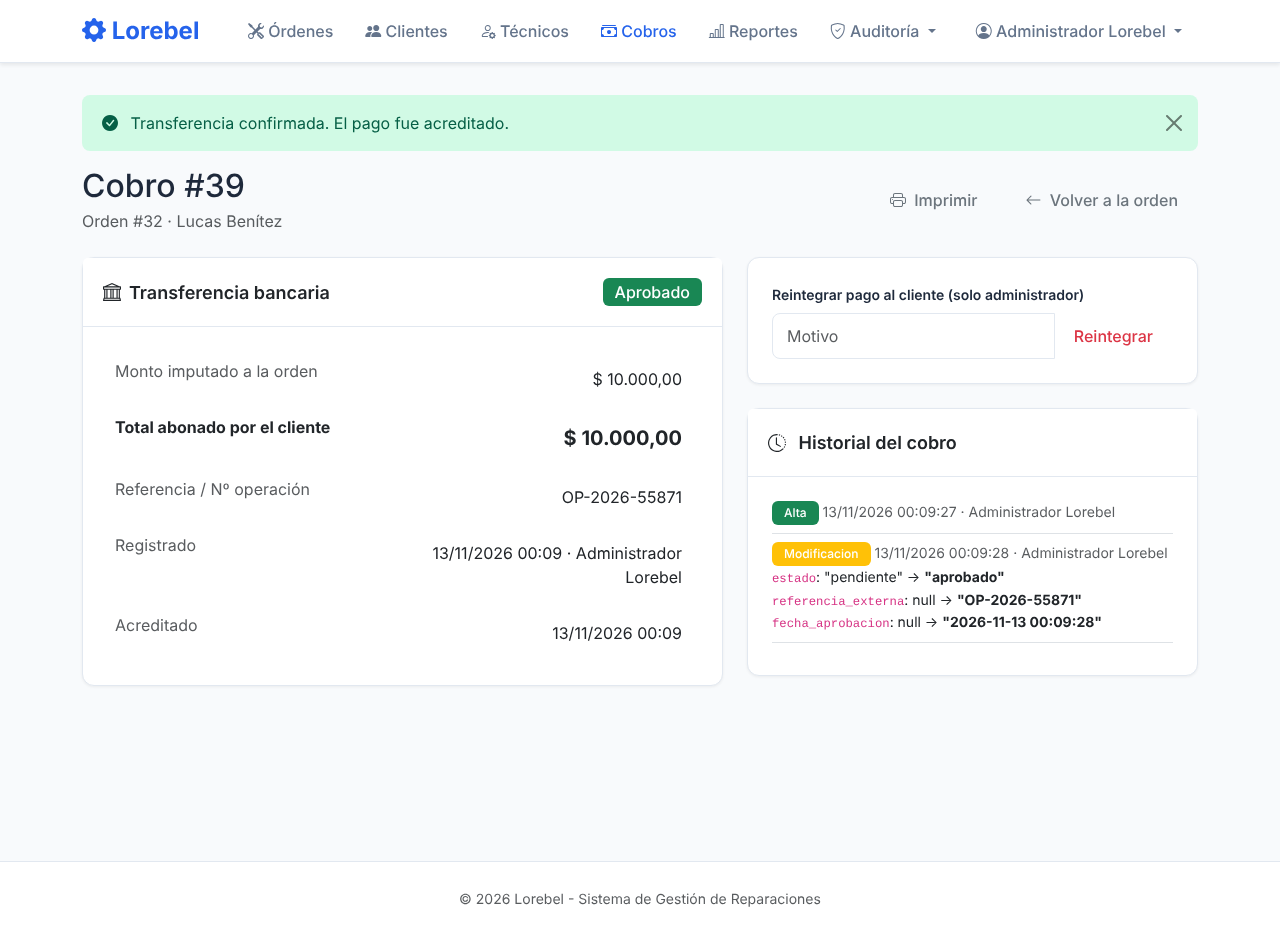 Lorebel
Órdenes
Clientes
Técnicos
Cobros
Reportes
Auditoría
Administrador Lorebel
Transferencia confirmada. El pago fue acreditado.
Cobro #39
Orden #32 · Lucas Benítez
Imprimir
Volver a la orden
Transferencia bancaria
Aprobado
Monto imputado a la orden
$ 10.000,00
Total abonado por el cliente
$ 10.000,00
Referencia / Nº operación
OP-2026-55871
Registrado
13/11/2026 00:09 · Administrador
Lorebel
Acreditado
13/11/2026 00:09
Reintegrar pago al cliente (solo administrador)
Motivo
Reintegrar
Historial del cobro
Alta 13/11/2026 00:09:27 · Administrador Lorebel
Modificacion 13/11/2026 00:09:28 · Administrador Lorebel
estado: "pendiente" → "aprobado"
referencia_externa: null → "OP-2026-55871"
fecha_aprobacion: null → "2026-11-13 00:09:28"
© 2026 Lorebel - Sistema de Gestión de Reparaciones